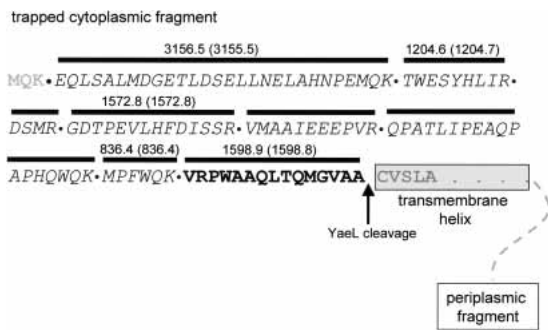 trapped cytoplasmic fragment
3156.5 (3155.5) 1204.6 (1204.7)
MQK•EQLSALMDGETLDSELLNELAHNPEMQK•TWESYHLIR•
1572.8 (1572.8)
DSMR•GDTPEVLHFDISSR•VMAAIEEEPVR•QPATLIPEAQP
836.4 (836.4) 1598.9 (1598.8)
APHQWQK•MPFWQK•VRPWAAQLTQMGVAA CVSLA . . . .
transmembrane
YaeL cleavage helix
periplasmic
fragment